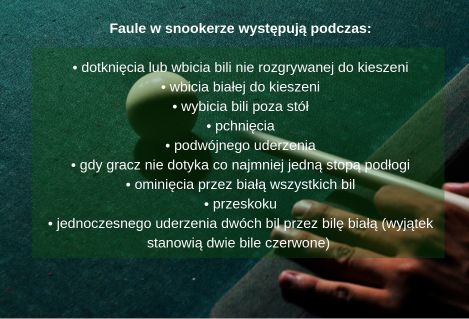 Faule w snookerze występują podczas:
• dotknięcia lub wbicia bili nie rozgrywanej do kieszeni
• wbicia białej do kieszeni
• wybicia bili poza stół
• pchnięcia
• podwójnego uderzenia
• gdy gracz nie dotyka co najmniej jedną stopą podłogi
• ominięcia przez białą wszystkich bil
• przeskoku
• jednoczesnego uderzenia dwóch bil przez bilę białą (wyjątek
stanowią dwie bile czerwone)